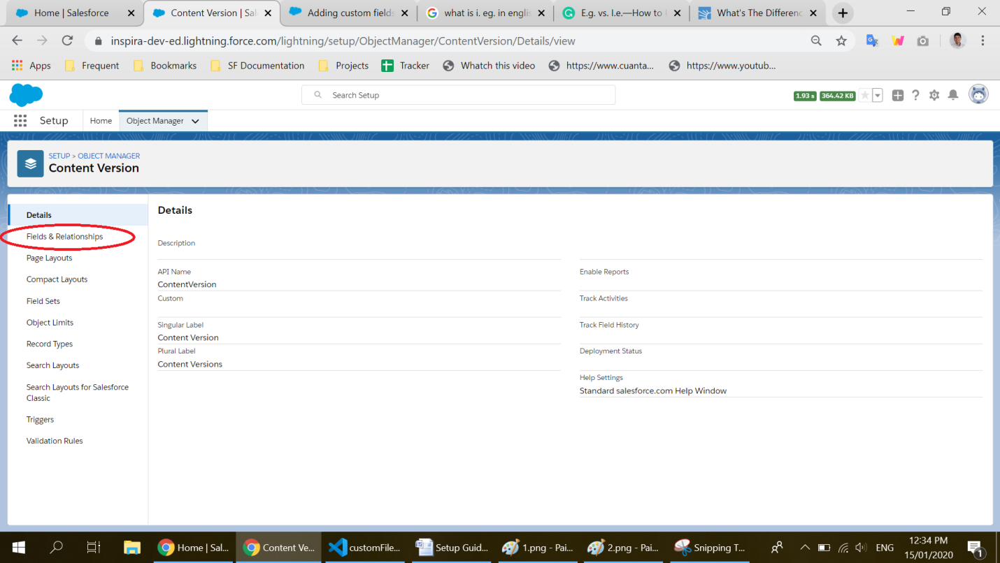 Home | Salesforce
Content Version | Sal
Adding custom fields
what is i. eg. in englis
E.g. vs. I.e.—How to
What's The Differenc
inspira-dev-ed.lightning.force.com/lightning/setup/ObjectManager/ContentVersion/Details/view
Apps
Frequent
Bookmarks
SF Documentation
Projects
Tracker
Whatch this video
https://www.cuanta...
https://www.youtub...
Search Setup
1.93 s
364.42 KB
Setup
Home
Object Manager
SETUP > OBJECT MANAGER
Content Version
Details
Fields & Relationships
Page Layouts
Compact Layouts
Field Sets
Object Limits
Record Types
Search Layouts
Search Layouts for Salesforce
Classic
Triggers
Validation Rules
Details
Description
API Name
ContentVersion
Custom
Singular Label
Content Version
Plural Label
Content Versions
Enable Reports
Track Activities
Track Field History
Deployment Status
Help Settings
Standard salesforce.com Help Window
Home | Sal...
Content Ve...
customFile...
Setup Guid...
1.png - Pai...
2.png - Pai...
Snipping T...
ENG
12:34 PM
15/01/2020
1